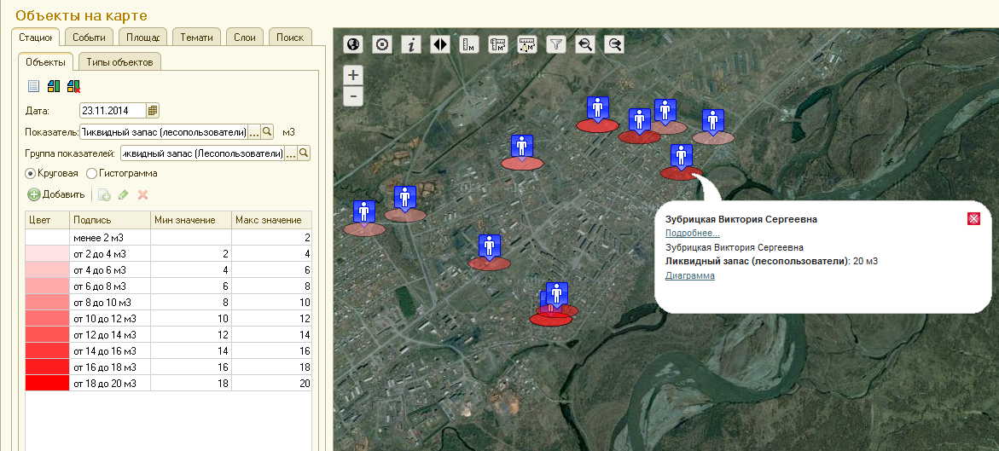 Объекты на карте
Стацион
Событи
Площад
Темати
Слои
Поиск
Объекты
Типы объектов
Дата: 23.11.2014
Показатель: Ликвидный запас (лесопользователи) ... м3
Группа показателей: квидный запас (Лесопользователи) ...
Круговая Гистограмма
Добавить
Цвет Подпись Мин значение Макс значение
менее 2 м3 2
от 2 до 4 м3 2 4
от 4 до 6 м3 4 6
от 6 до 8 м3 6 8
от 8 до 10 м3 8 10
от 10 до 12 м3 10 12
от 12 до 14 м3 12 14
от 14 до 16 м3 14 16
от 16 до 18 м3 16 18
от 18 до 20 м3 18 20
i
м
м²
+
-
Зубрицкая Виктория Сергеевна
Подробнее...
Зубрицкая Виктория Сергеевна
Ликвидный запас (лесопользователи): 20 м3
Диаграмма